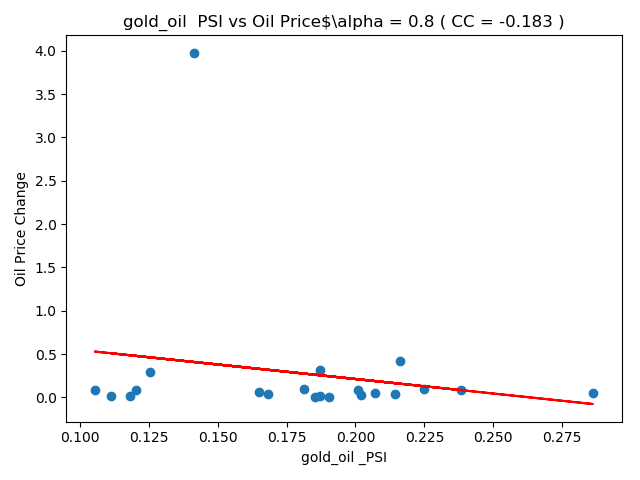 gold_oil  PSI vs Oil Price$\alpha = 0.8 ( CC = -0.183 )
4.0
3.5
3.0
2.5
2.0
1.5
1.0
0.5
0.0
Oil Price Change
0.100 0.125 0.150 0.175 0.200 0.225 0.250 0.275
gold_oil _PSI